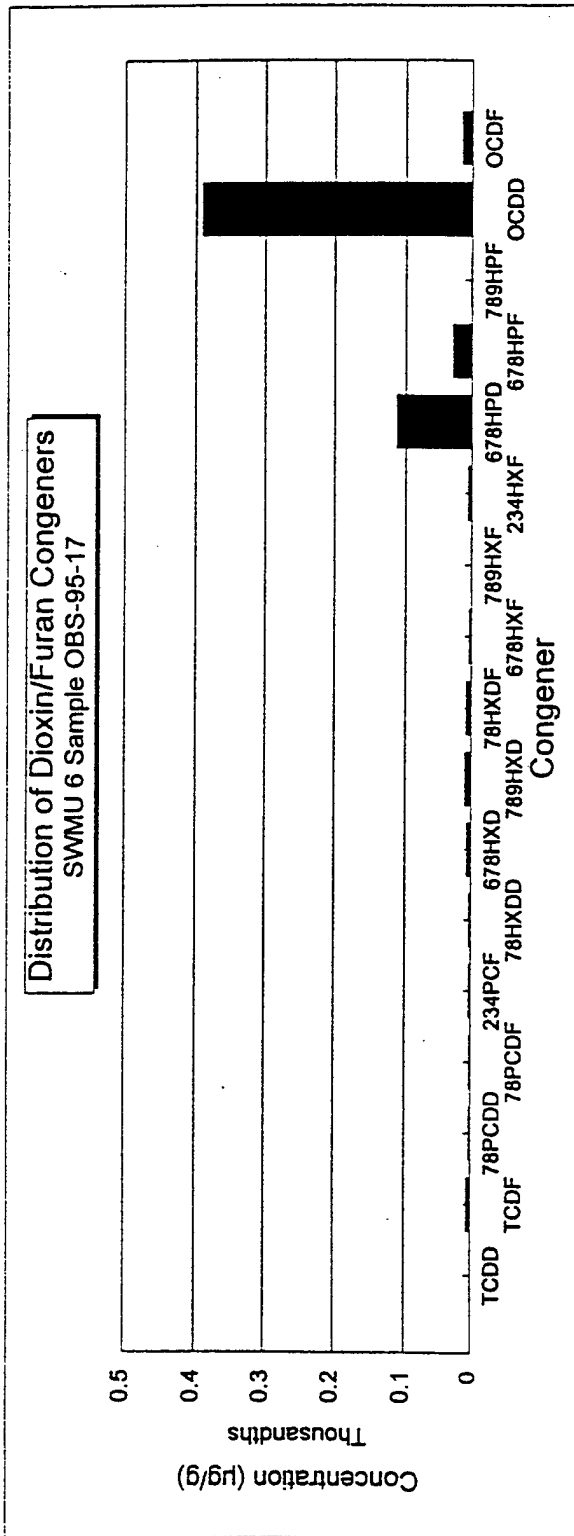 Distribution of Dioxin/Furan Congeners
SWMU 6 Sample OBS-95-17
Concentration (µg/g)
Thousandths
0.5
0.4
0.3
0.2
0.1
0
TCDD
TCDF
78PCDD
78PCDF
234PCF
78HXDD
678HXD
789HXD
78HXDF
678HXF
789HXF
234HXF
678HPD
678HPF
789HPF
OCDD
OCDF
Congener